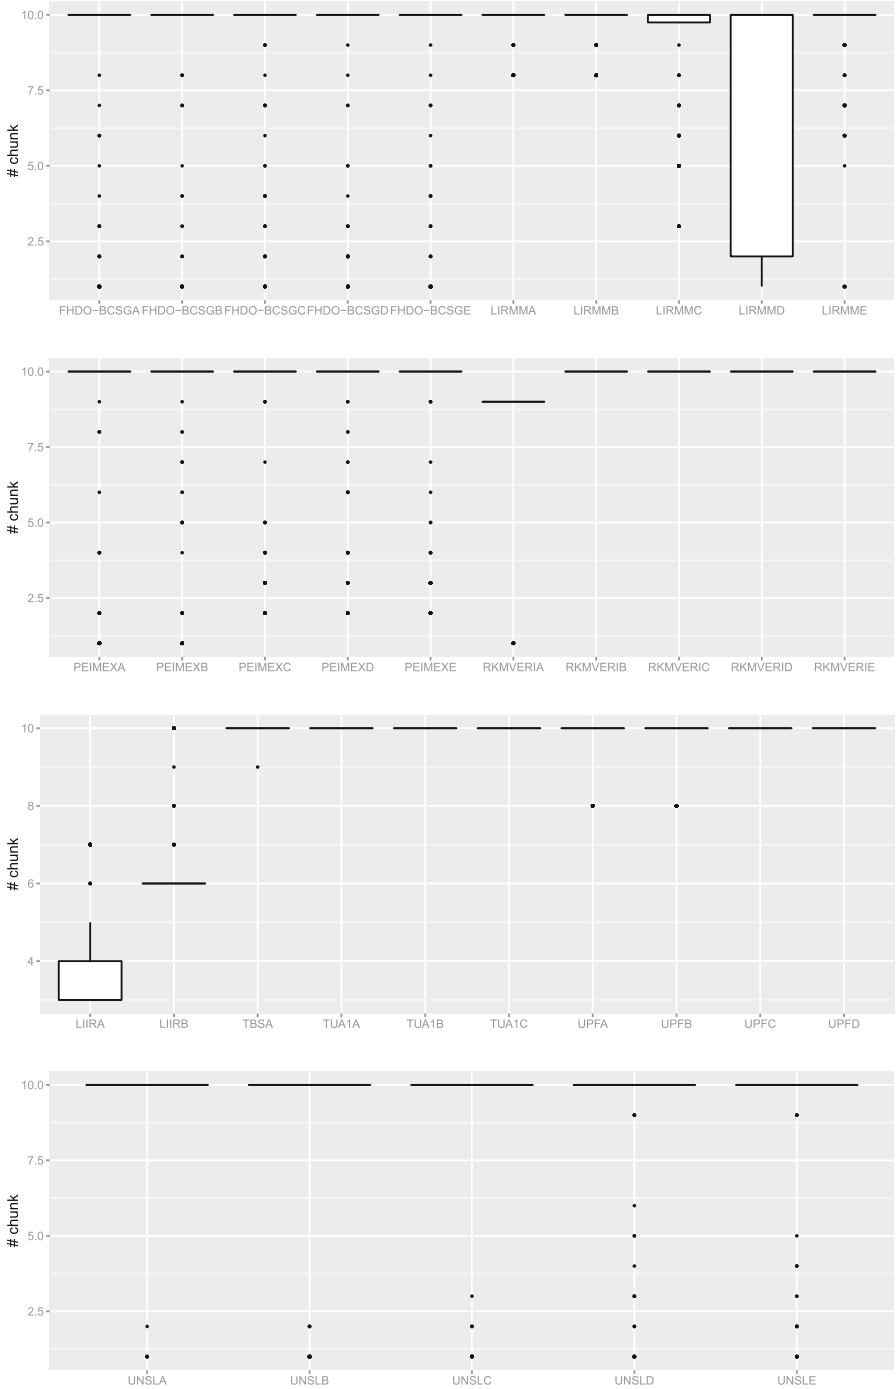 # chunk
10.0
7.5
5.0
2.5
FHDO−BCSGA FHDO−BCSGB FHDO−BCSGC FHDO−BCSGD FHDO−BCSGE LIRMMA LIRMMB LIRMMC LIRMMD LIRMME
# chunk
10.0
7.5
5.0
2.5
PEIMEXA PEIMEXB PEIMEXC PEIMEXD PEIMEXE RKMVERIA RKMVERIB RKMVERIC RKMVERID RKMVERIE
# chunk
10
8
6
4
LIIRA LIIRB TBSA TUA1A TUA1B TUA1C UPFA UPFB UPFC UPFD
# chunk
10.0
7.5
5.0
2.5
UNSLA UNSLB UNSLC UNSLD UNSLE